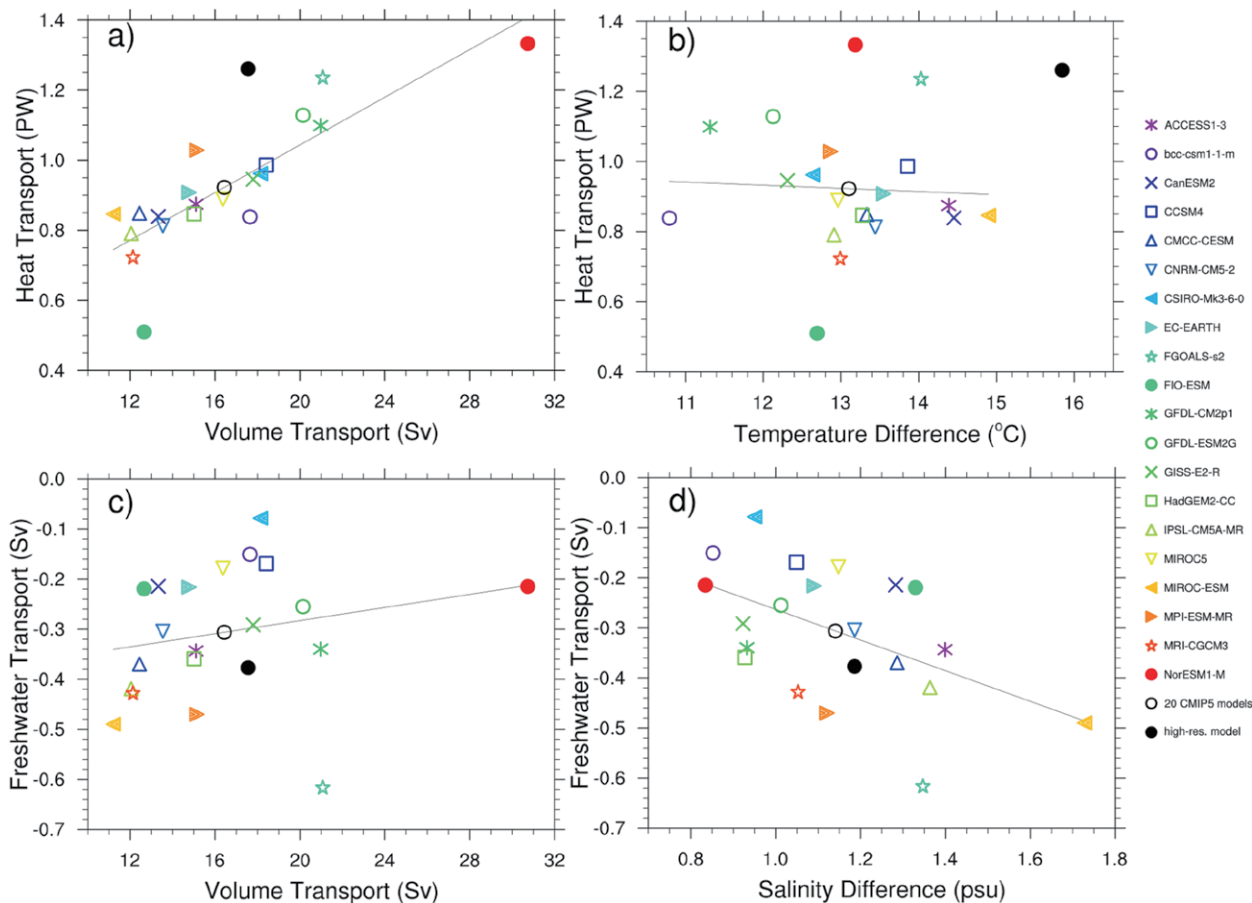 a)
1.4
1.2
1.0
0.8
0.6
0.4
Heat Transport (PW)
12 16 20 24 28 32
Volume Transport (Sv)
b)
1.4
1.2
1.0
0.8
0.6
0.4
Heat Transport (PW)
11 12 13 14 15 16
Temperature Difference (°C)
c)
0.0
-0.1
-0.2
-0.3
-0.4
-0.5
-0.6
-0.7
Freshwater Transport (Sv)
12 16 20 24 28 32
Volume Transport (Sv)
d)
0.0
-0.1
-0.2
-0.3
-0.4
-0.5
-0.6
-0.7
Freshwater Transport (Sv)
0.8 1.0 1.2 1.4 1.6 1.8
Salinity Difference (psu)
ACCESS1-3
bcc-csm1-1-m
CanESM2
CCSM4
CMCC-CESM
CNRM-CM5-2
CSIRO-Mk3-6-0
EC-EARTH
FGOALS-s2
FIO-ESM
GFDL-CM2p1
GFDL-ESM2G
GISS-E2-R
HadGEM2-CC
IPSL-CM5A-MR
MIROC5
MIROC-ESM
MPI-ESM-MR
MRI-CGCM3
NorESM1-M
20 CMIP5 models
high-res. model